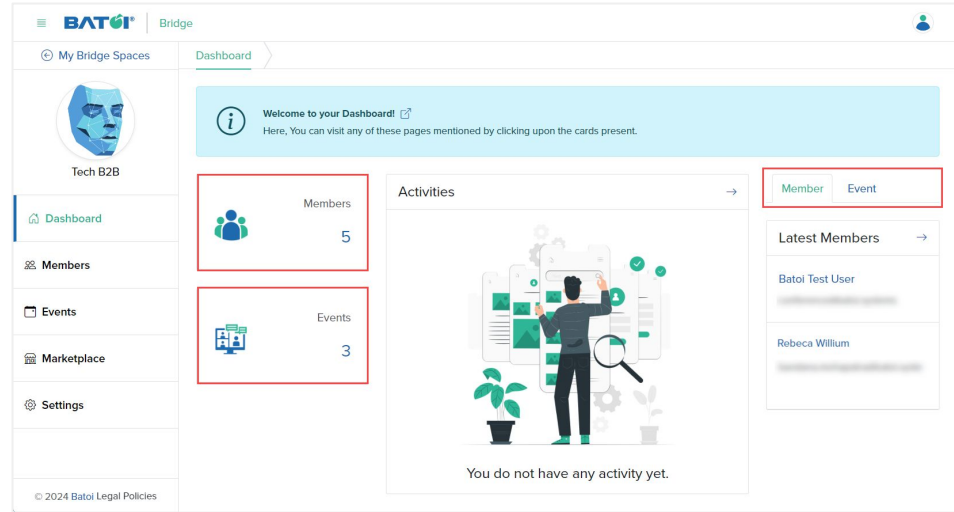 BATOI® Bridge
My Bridge Spaces
Dashboard
Tech B2B
Dashboard
Members
Events
Marketplace
Settings
© 2024 Batoi Legal Policies
Welcome to your Dashboard!
Here, You can visit any of these pages mentioned by clicking upon the cards present.
Members
5
Events
3
Activities
You do not have any activity yet.
Member Event
Latest Members
Batoi Test User
Rebeca Willium